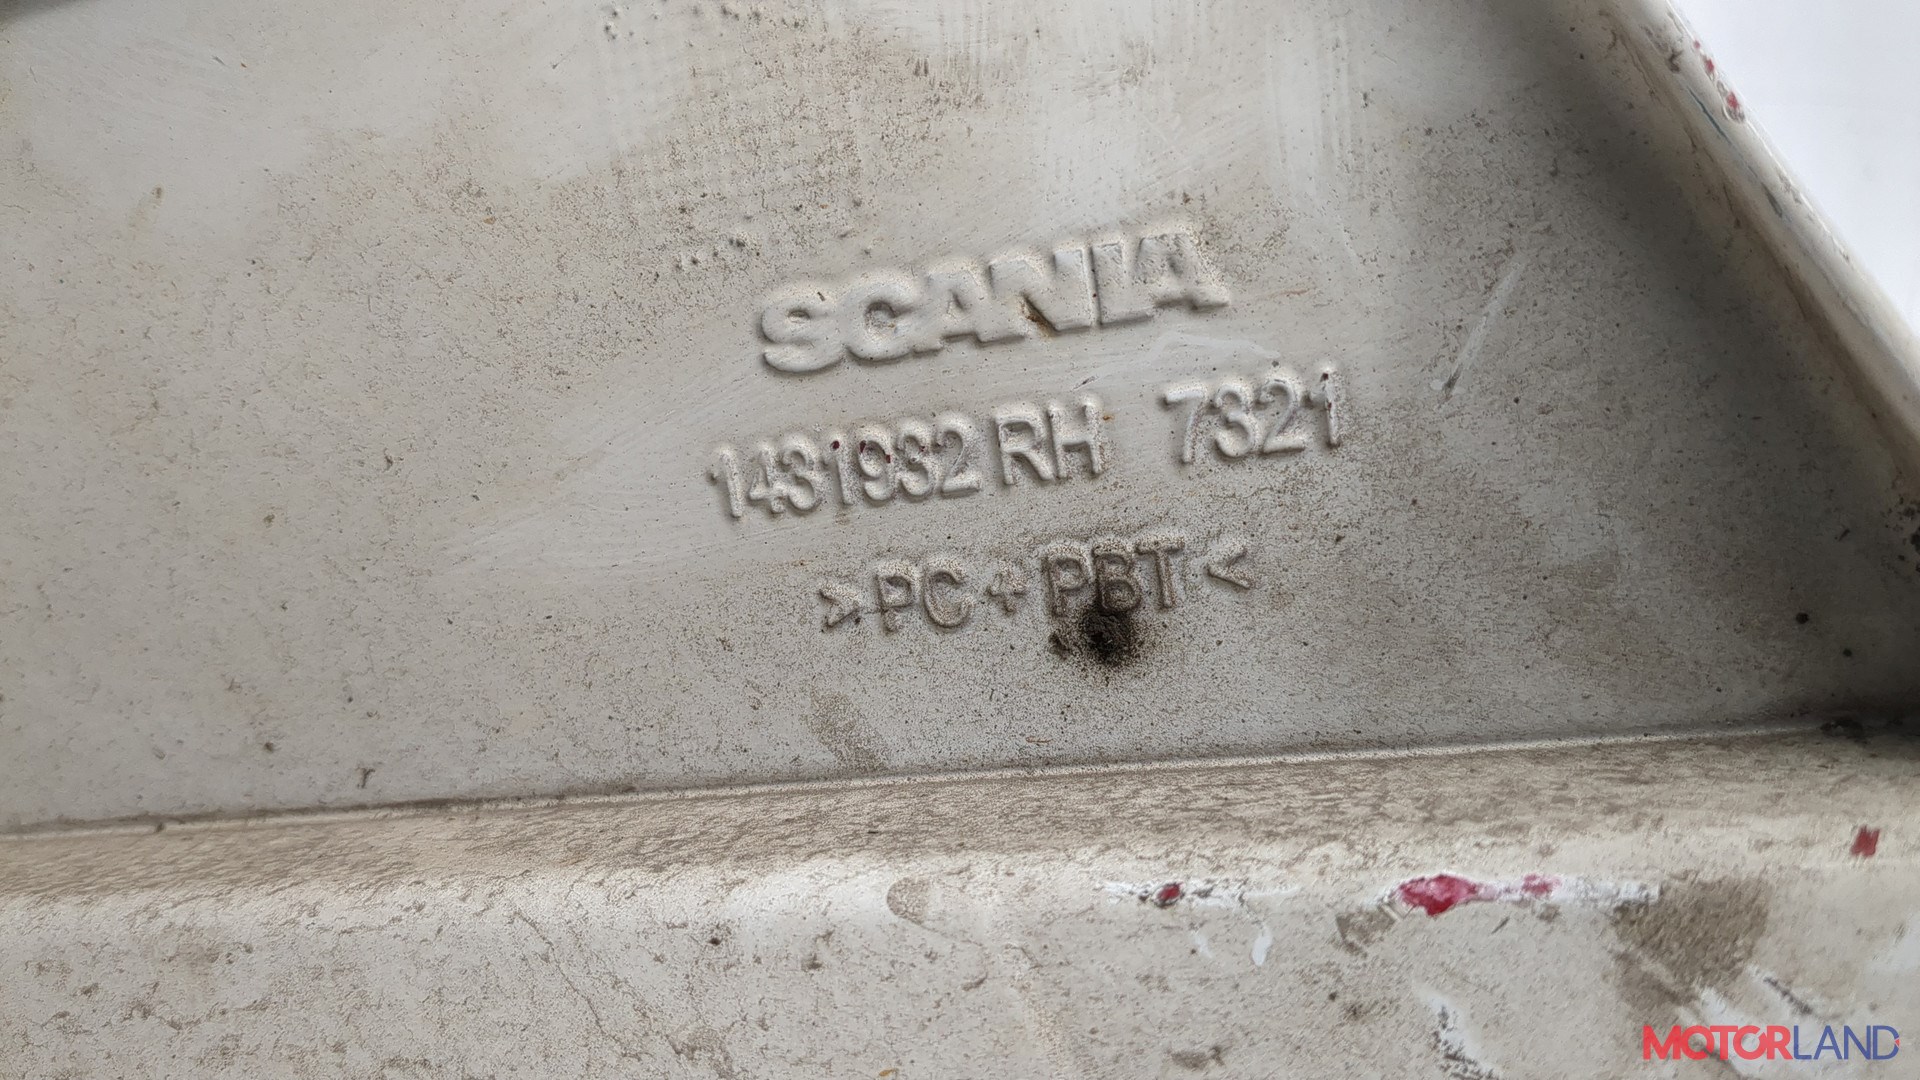 SCANIA
1431932 RH 7321
>PC+PBT<
MOTORLAND